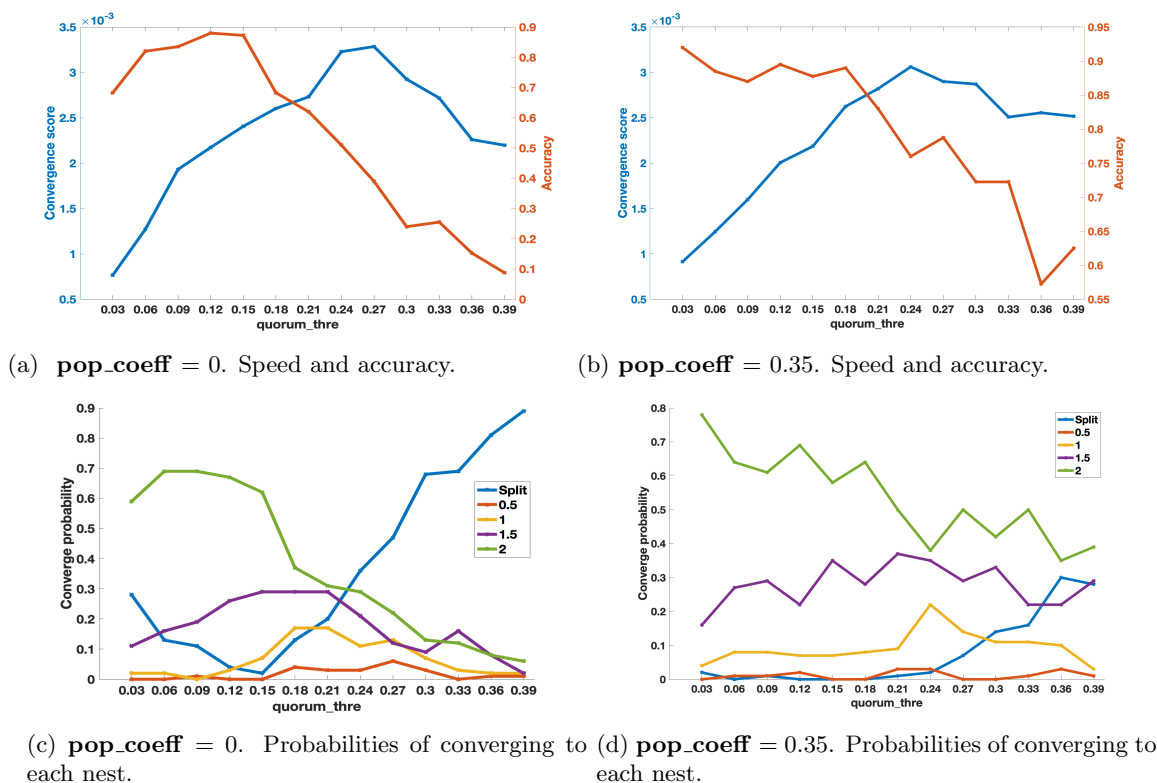 ×10⁻³
3.5
3
2.5
2
1.5
1
0.5
Convergence score
0.9
0.8
0.7
0.6
0.5
0.4
0.3
0.2
0.1
0
Accuracy
0.03 0.06 0.09 0.12 0.15 0.18 0.21 0.24 0.27 0.3 0.33 0.36 0.39
quorum_thre
(a) pop_coeff = 0. Speed and accuracy.
×10⁻³
3.5
3
2.5
2
1.5
1
0.5
Convergence score
0.95
0.9
0.85
0.8
0.75
0.7
0.65
0.6
0.55
Accuracy
0.03 0.06 0.09 0.12 0.15 0.18 0.21 0.24 0.27 0.3 0.33 0.36 0.39
quorum_thre
(b) pop_coeff = 0.35. Speed and accuracy.
0.9
0.8
0.7
0.6
0.5
0.4
0.3
0.2
0.1
0
Converge probability
Split
0.5
1
1.5
2
0.03 0.06 0.09 0.12 0.15 0.18 0.21 0.24 0.27 0.3 0.33 0.36 0.39
quorum_thre
(c) pop_coeff = 0. Probabilities of converging to
each nest.
0.8
0.7
0.6
0.5
0.4
0.3
0.2
0.1
0
Converge probability
Split
0.5
1
1.5
2
0.03 0.06 0.09 0.12 0.15 0.18 0.21 0.24 0.27 0.3 0.33 0.36 0.39
quorum_thre
(d) pop_coeff = 0.35. Probabilities of converging to
each nest.